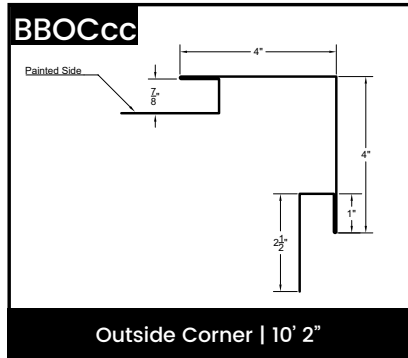 BBOCcc
4"
Painted Side
7/8"
4"
1"
2 1/2"
Outside Corner | 10’ 2”